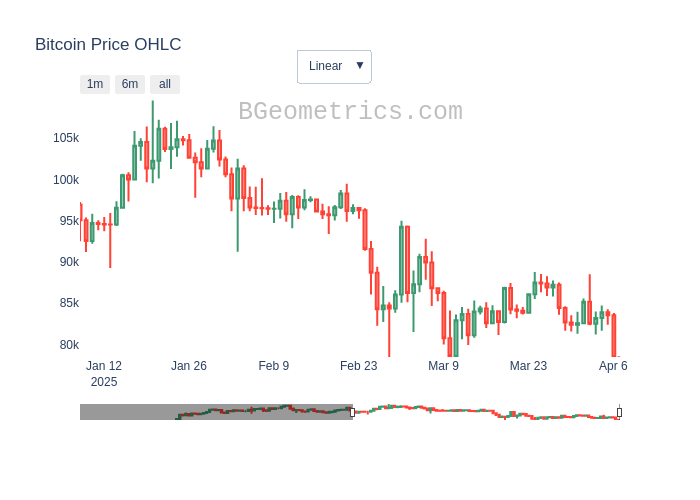 Bitcoin Price OHLC
Linear ▼
1m 6m all
BGeometrics.com
105k
100k
95k
90k
85k
80k
Jan 12 Jan 26 Feb 9 Feb 23 Mar 9 Mar 23 Apr 6
2025